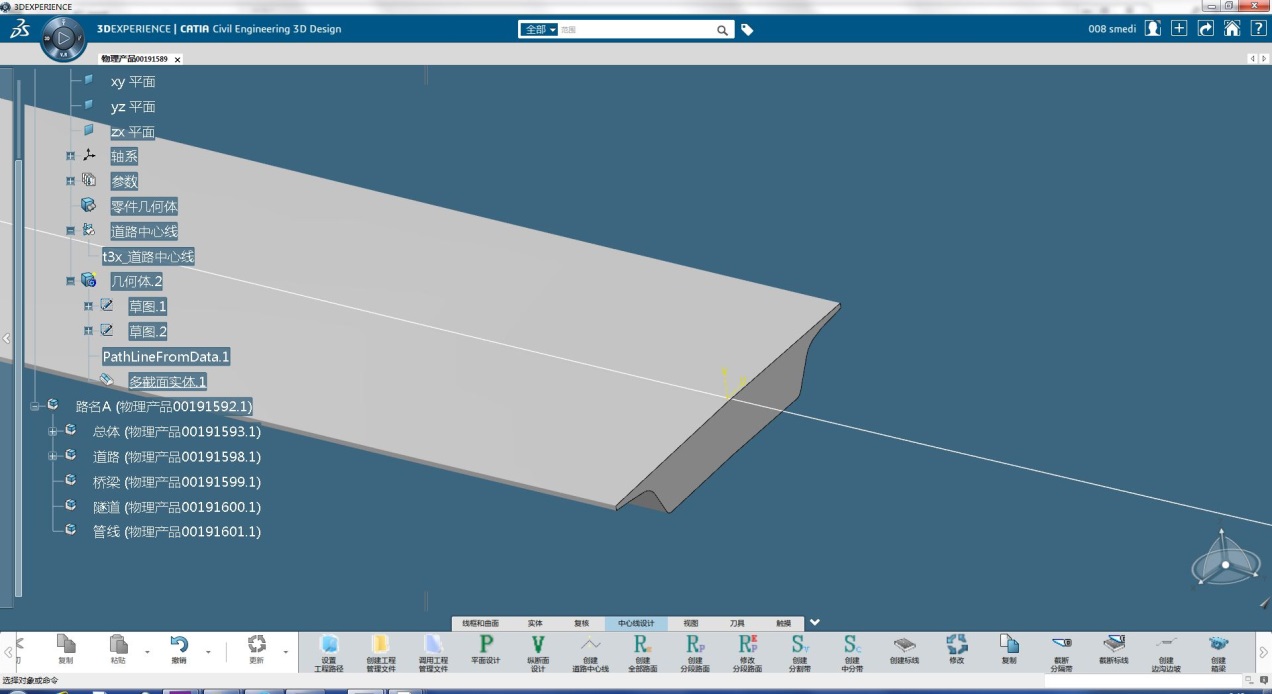 3DEXPERIENCE
3DEXPERIENCE | CATIA Civil Engineering 3D Design
全部
范围
008 smedi
物理产品00191589
xy 平面
yz 平面
zx 平面
轴系
参数
零件几何体
道路中心线
t3x_道路中心线
几何体.2
草图.1
草图.2
PathLineFromData.1
多截面实体.1
路名A (物理产品00191592.1)
总体 (物理产品00191593.1)
道路 (物理产品00191598.1)
桥梁 (物理产品00191599.1)
隧道 (物理产品00191600.1)
管线 (物理产品00191601.1)
线框和曲面 实体 复核 中心线设计 视图 刀具 触摸
复制
粘贴
撤销
更新
设置
工程路径
创建工程
管理文件
调用工程
管理文件
平面设计
纵断面
设计
创建
道路中心线
创建
全部路面
创建
分段路面
修改
分段路面
创建
分割带
创建
中分带
创建标线
修改
复制
截断
分隔带
截断标线
创建
边沟边坡
创建
箱梁
选择对象或命令